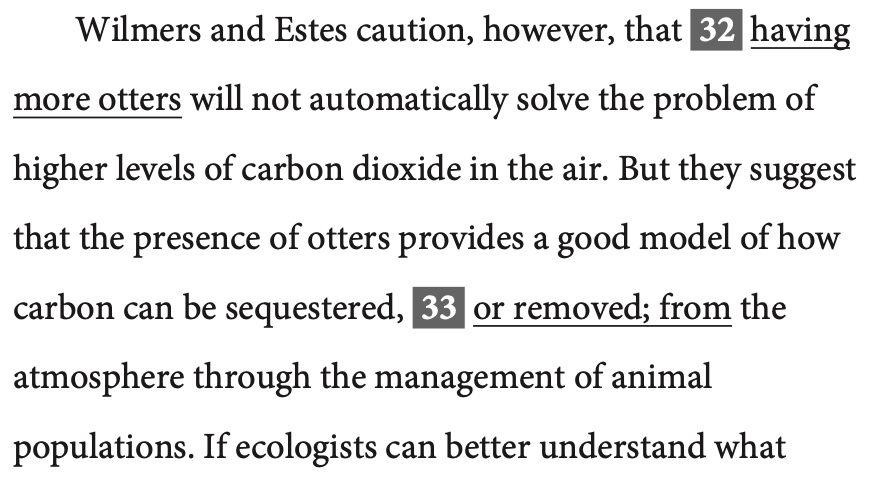 Wilmers and Estes caution, however, that 32 having
more otters will not automatically solve the problem of
higher levels of carbon dioxide in the air. But they suggest
that the presence of otters provides a good model of how
carbon can be sequestered, 33 or removed; from the
atmosphere through the management of animal
populations. If ecologists can better understand what